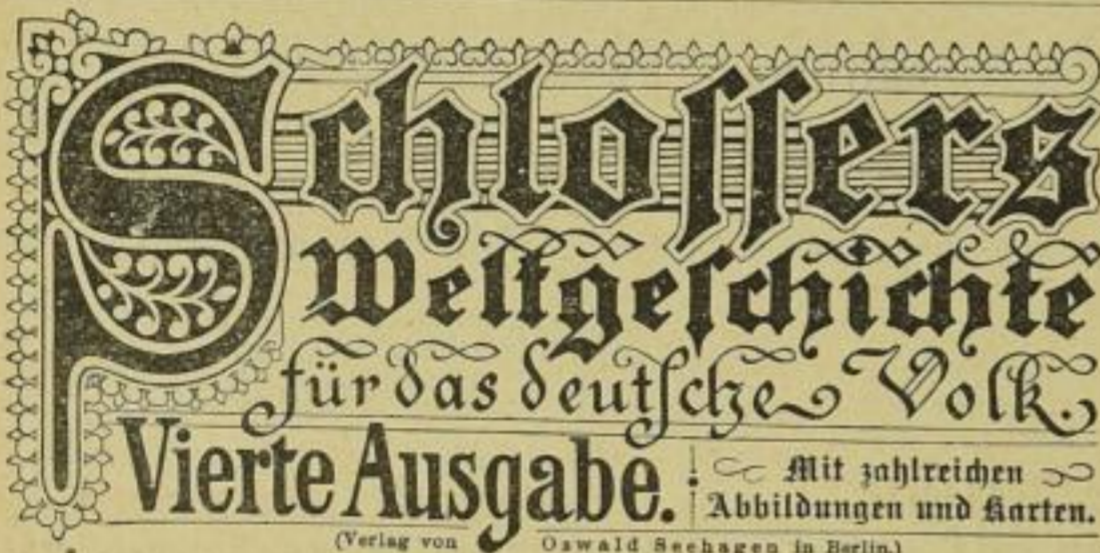 Schloſſers
Weltgeſchichte
für das deutſche Volk.
Vierte Ausgabe.
Mit zahlreichen
Abbildungen und Karten.
(Verlag von Oswald Seehagen in Berlin.)